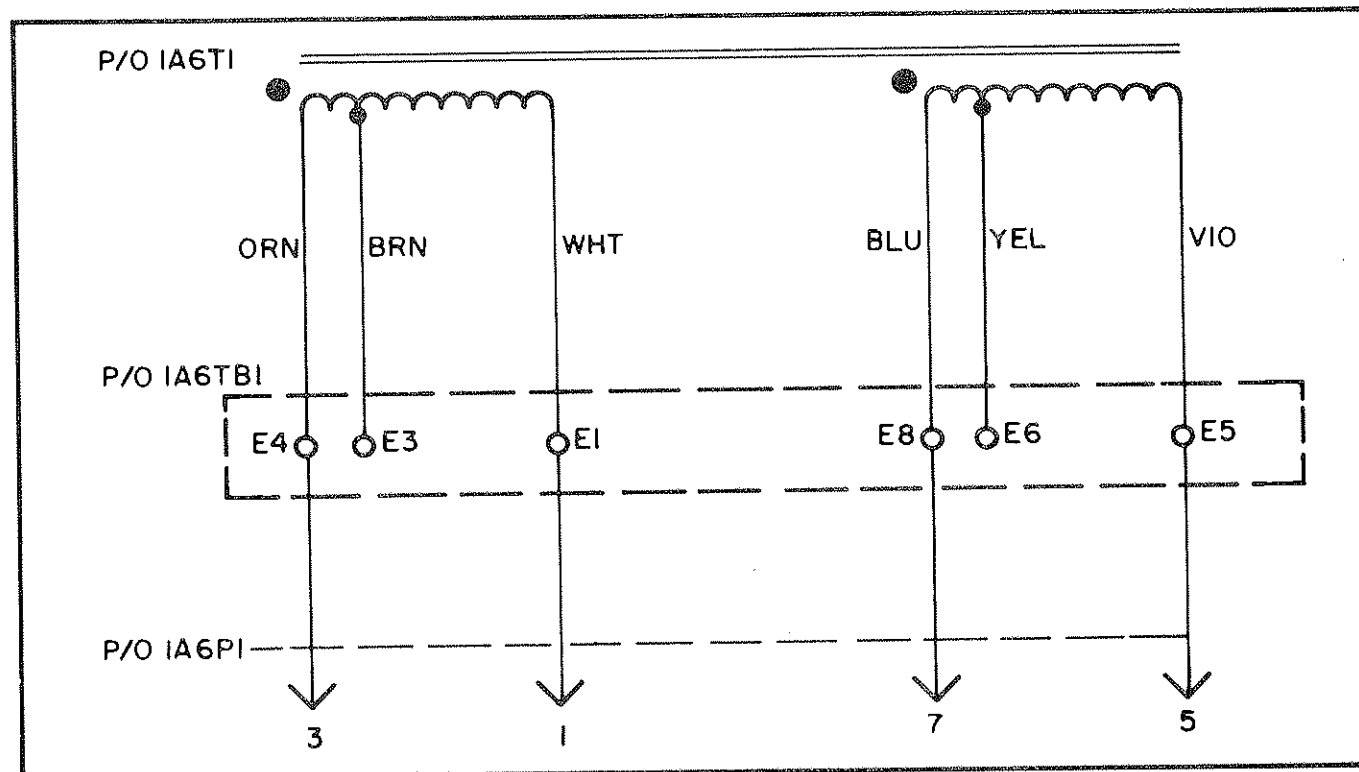 P/O 1A6T1
ORN BRN WHT BLU YEL VIO
P/O 1A6TB1
E4 E3 E1 E8 E6 E5
P/O 1A6P1
3 1 7 5